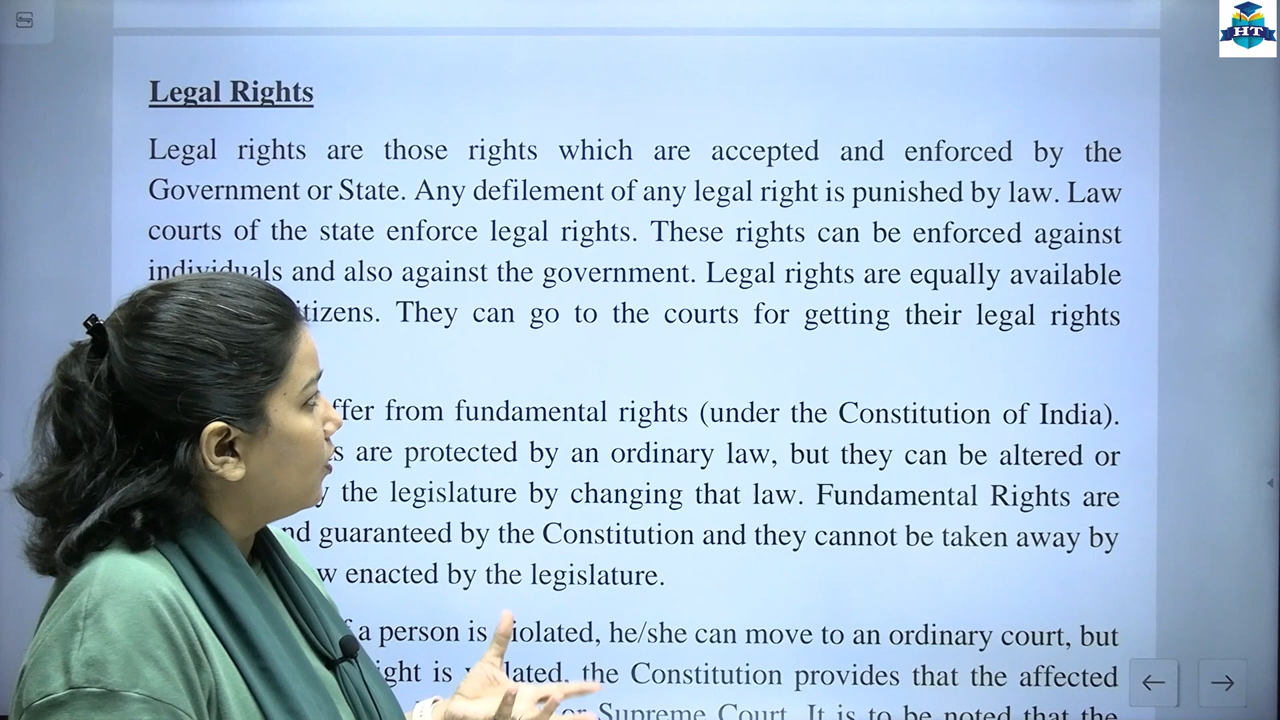 HT
Legal Rights
Legal rights are those rights which are accepted and enforced by the
Government or State. Any defilement of any legal right is punished by law. Law
courts of the state enforce legal rights. These rights can be enforced against
individuals and also against the government. Legal rights are equally available
citizens. They can go to the courts for getting their legal rights
from fundamental rights (under the Constitution of India).
are protected by an ordinary law, but they can be altered or
the legislature by changing that law. Fundamental Rights are
guaranteed by the Constitution and they cannot be taken away by
enacted by the legislature.
a person is violated, he/she can move to an ordinary court, but
is violated, the Constitution provides that the affected
or Supreme Court. It is to be noted that the